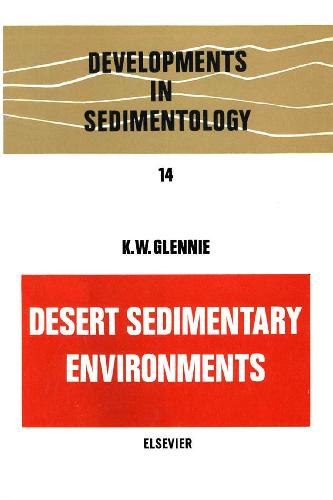 DEVELOPMENTS
IN
SEDIMENTOLOGY
14
K.W. GLENNIE
DESERT SEDIMENTARY
ENVIRONMENTS
ELSEVIER